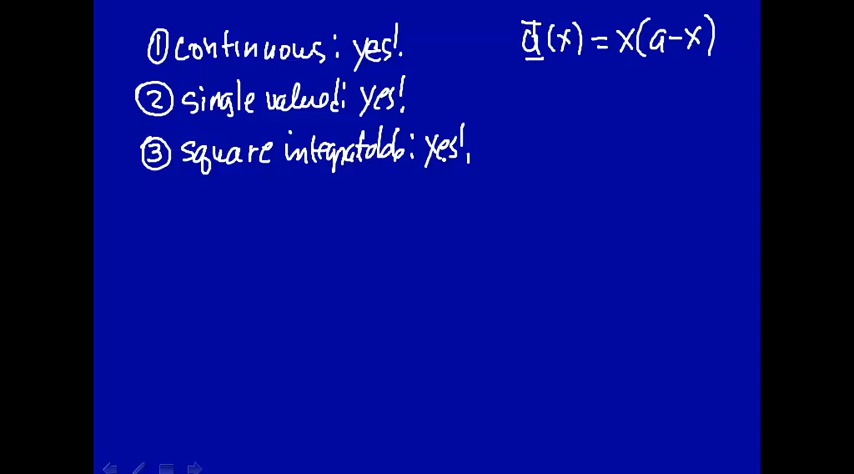 ① continuous: yes!
Φ(x) = x(a-x)
② single valued: yes!
③ square integrable: yes!